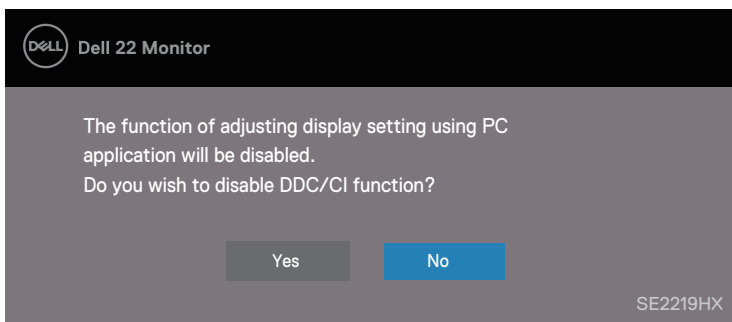 DELL Dell 22 Monitor
The function of adjusting display setting using PC
application will be disabled.
Do you wish to disable DDC/CI function?
Yes No
SE2219HX